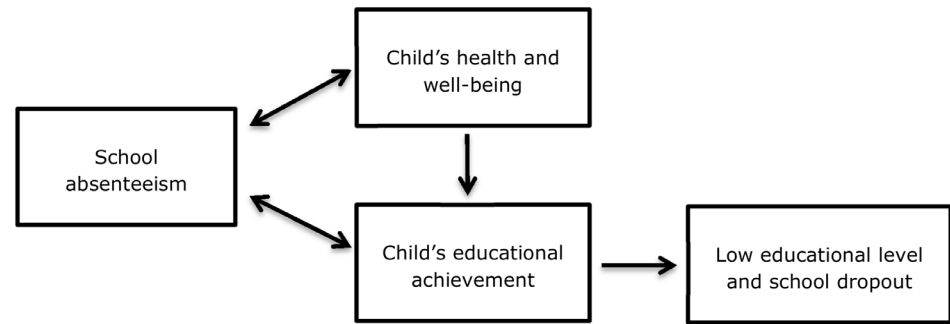 Child’s health and
well-being
School
absenteeism
Child’s educational
achievement
Low educational level
and school dropout